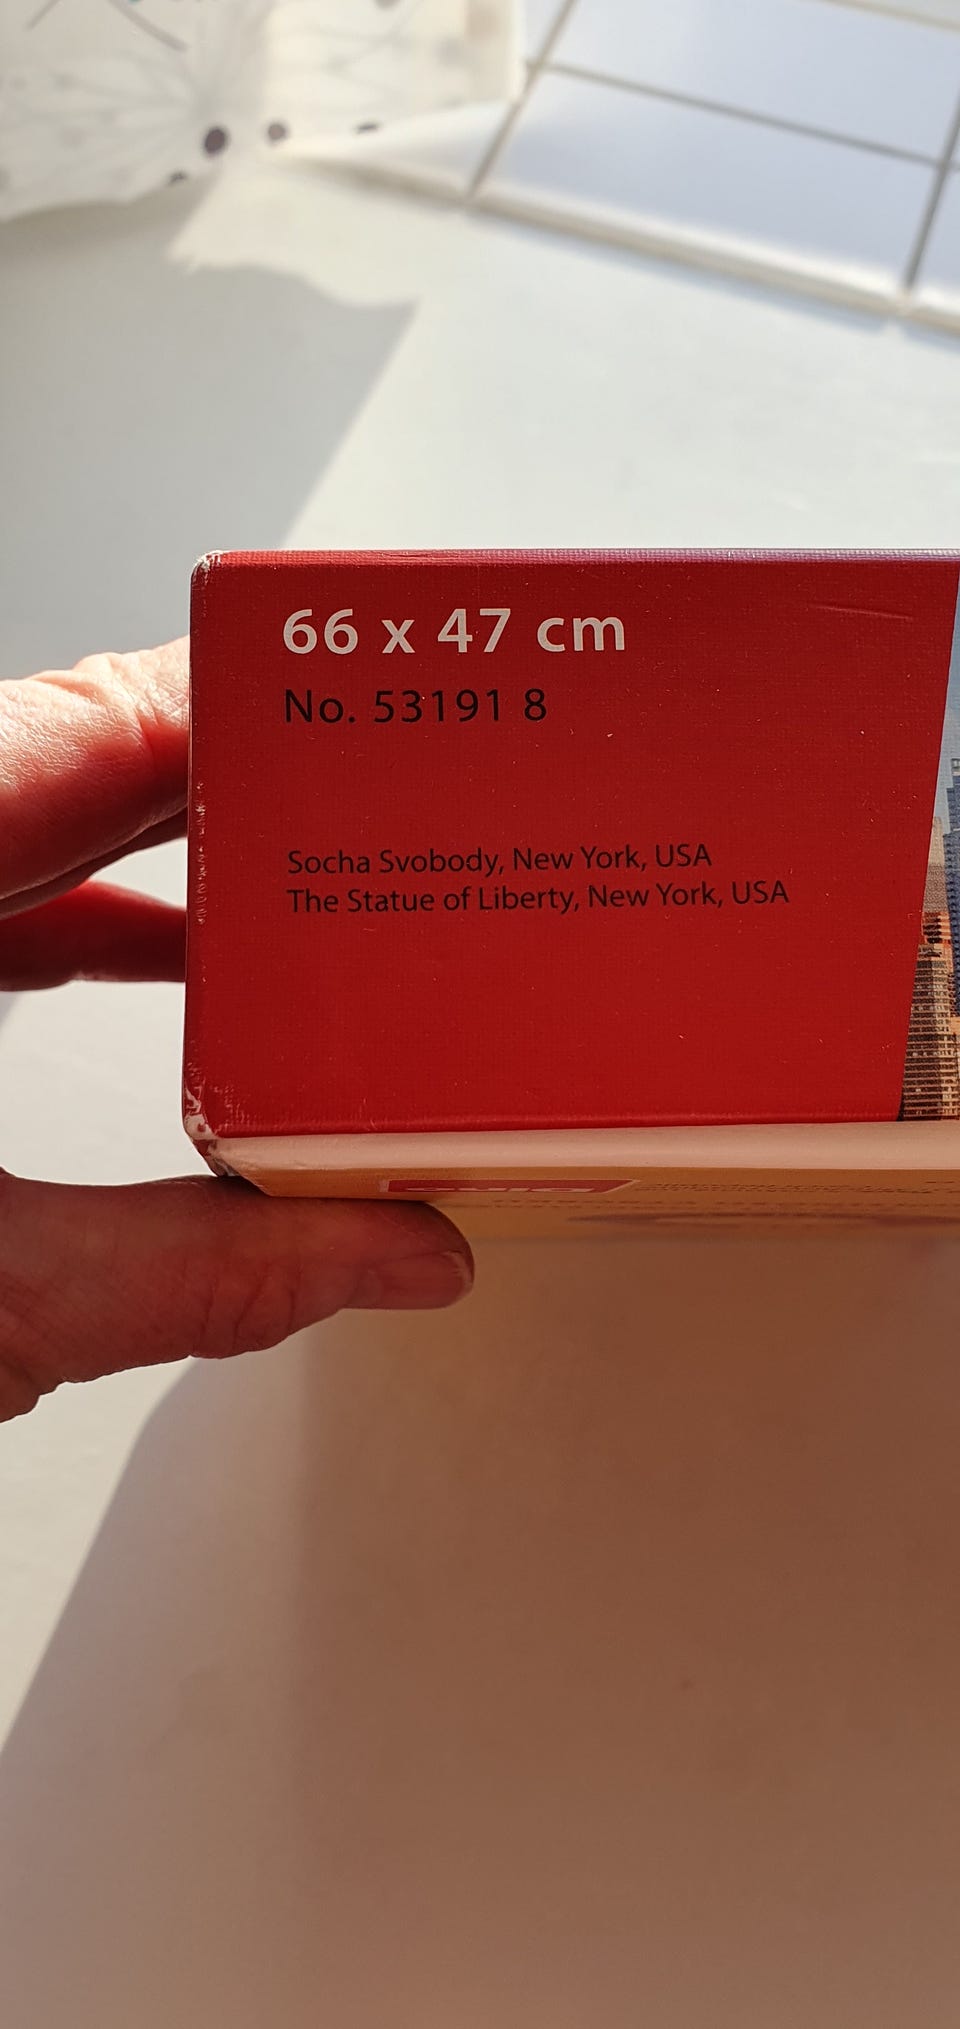 66 x 47 cm
No. 53191 8
Socha Svobody, New York, USA
The Statue of Liberty, New York, USA